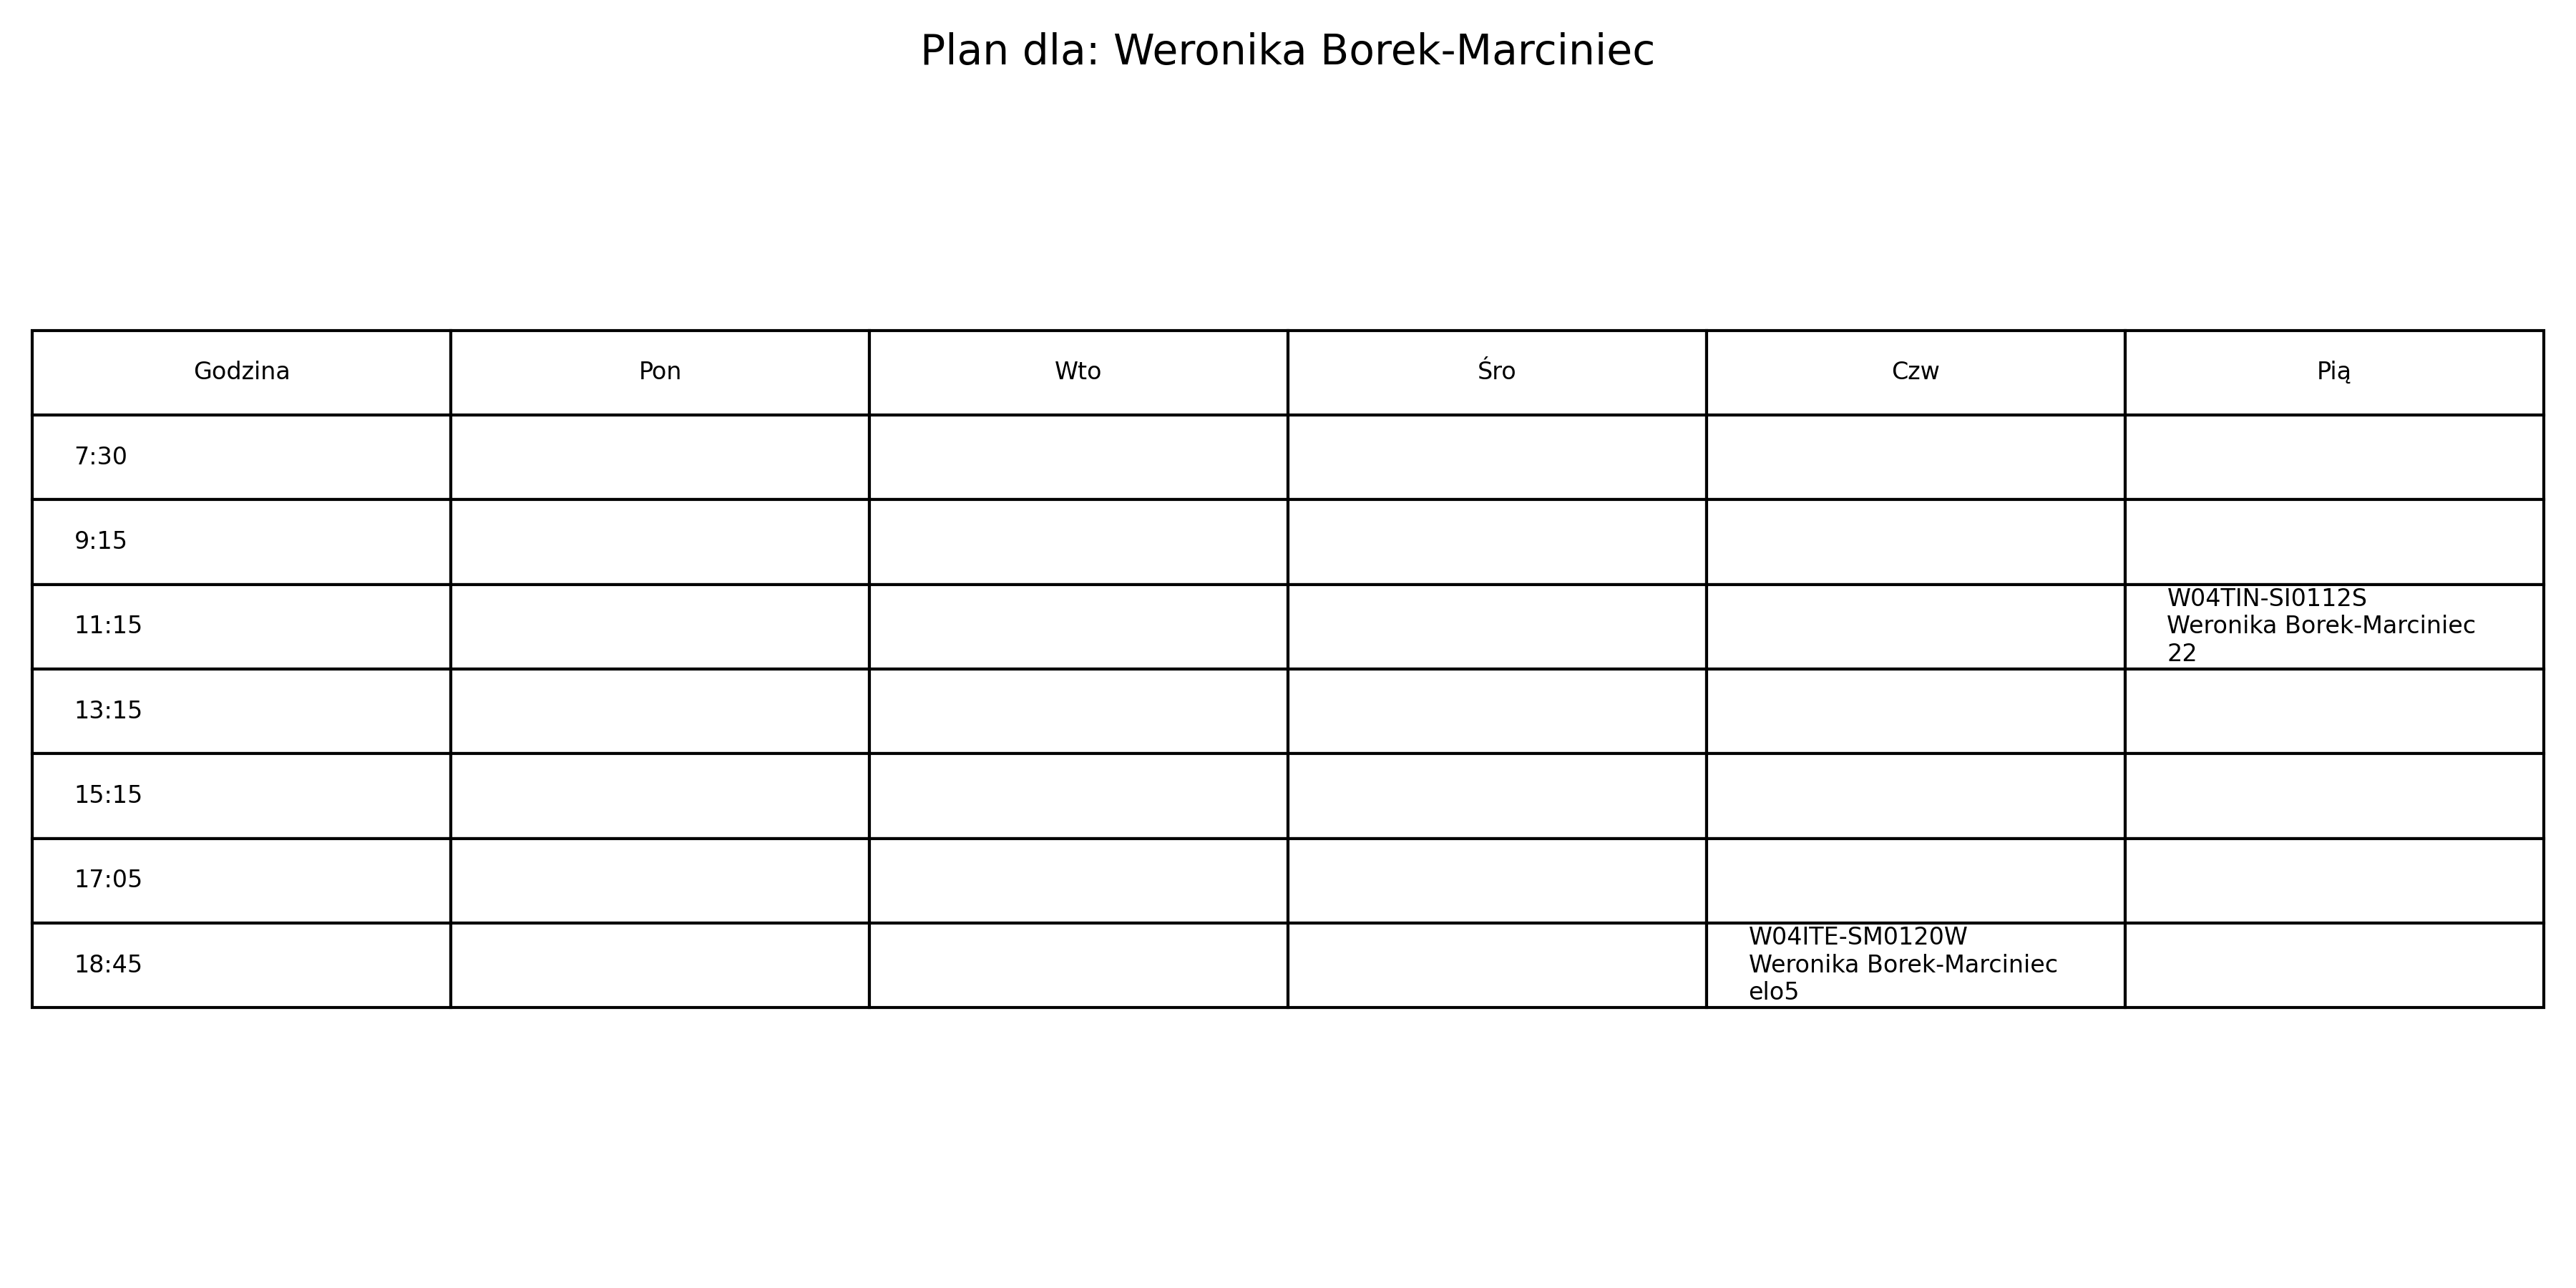 Plan dla: Weronika Borek-Marciniec
Godzina Pon Wto Śro Czw Pią
7:30
9:15
11:15
W04TIN-SI0112S
Weronika Borek-Marciniec
22
13:15
15:15
17:05
18:45
W04ITE-SM0120W
Weronika Borek-Marciniec
elo5